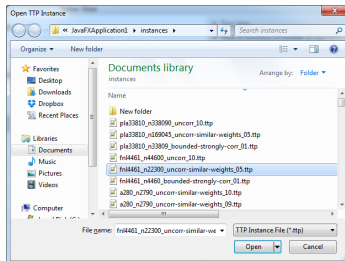 Open TTP Instance
« JavaFXApplication1 ▸ instances ▸
Search instances
Organize ▾ New folder
Favorites
Desktop
Downloads
Dropbox
Recent Places
Libraries
Documents
Music
Pictures
Videos
Computer
Documents library
instances
Arrange by: Folder ▾
Name
New folder
pla33810_n338090_uncorr_10.ttp
pla33810_n169045_uncorr-similar-weights_05.ttp
pla33810_n33809_bounded-strongly-corr_01.ttp
fnl4461_n44600_uncorr_10.ttp
fnl4461_n22300_uncorr-similar-weights_05.ttp
fnl4461_n4460_bounded-strongly-corr_01.ttp
a280_n2790_uncorr-similar-weights_10.ttp
a280_n2790_uncorr-similar-weights_09.ttp
File name: fnl4461_n22300_uncorr-similar-we
TTP Instance File (*.ttp)
Open Cancel